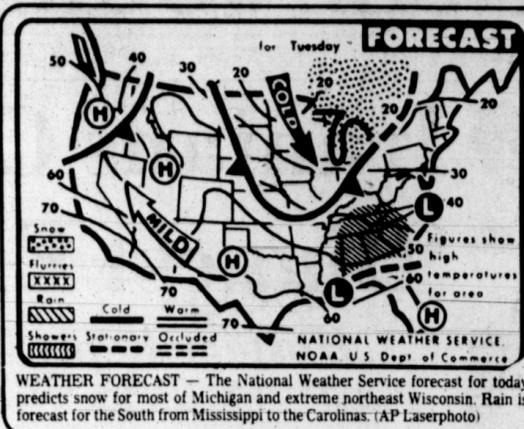 for Tuesday
FORECAST
50
40
30
20
20
20
20
COLD
H
H
30
60
70
MILD
L
40
H
50
60
L
60
H
70
70
Snow
Flurries
Rain
Showers
Cold
Warm
Stationary
Occluded
Figures show
high
temperatures
for area
NATIONAL WEATHER SERVICE,
NOAA, U.S. Dept. of Commerce
WEATHER FORECAST — The National Weather Service forecast for today
predicts snow for most of Michigan and extreme northeast Wisconsin. Rain is
forecast for the South from Mississippi to the Carolinas. (AP Laserphoto)